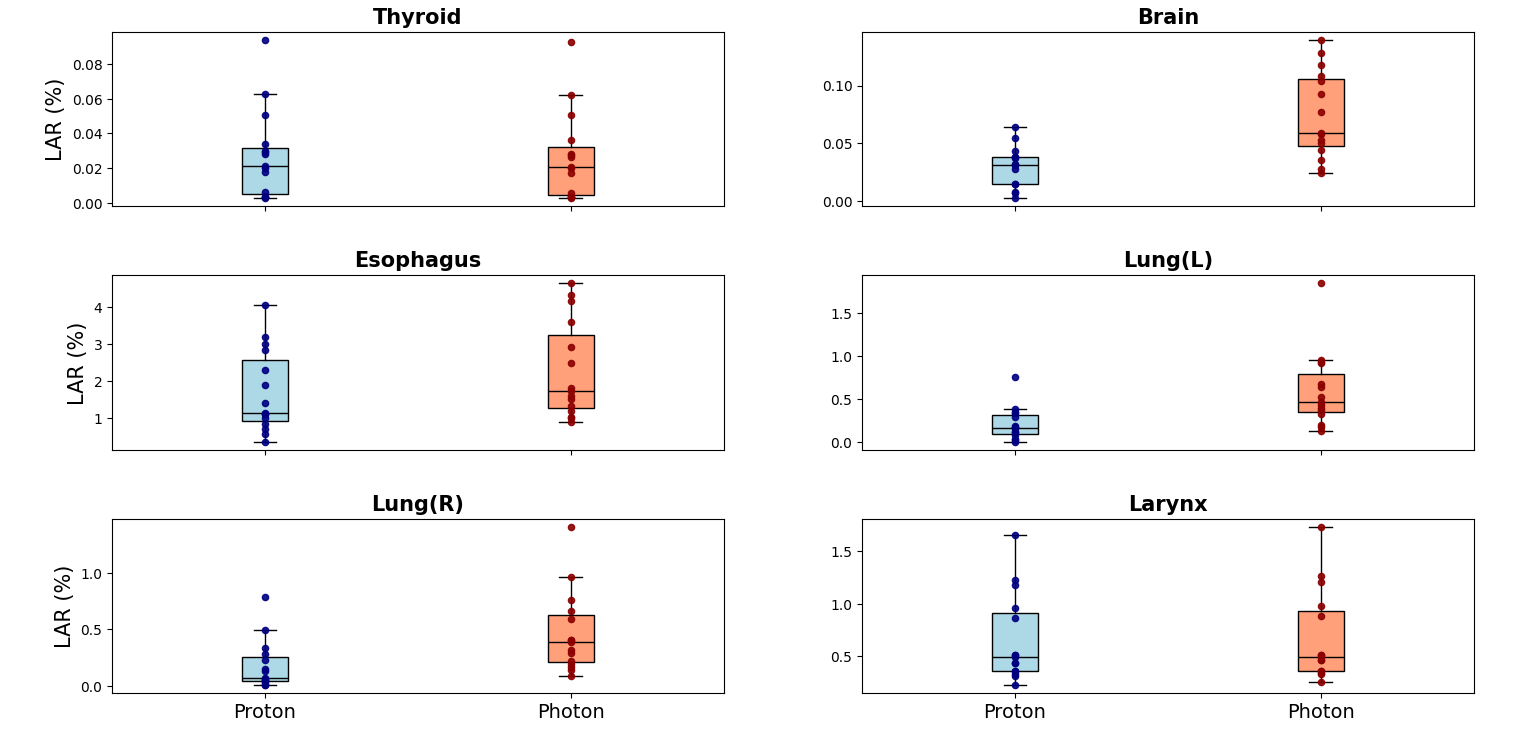 Thyroid
LAR (%)
0.08
0.06
0.04
0.02
0.00
Brain
0.10
0.05
0.00
Esophagus
LAR (%)
4
3
2
1
Lung(L)
1.5
1.0
0.5
0.0
Lung(R)
LAR (%)
1.0
0.5
0.0
Proton Photon
Larynx
1.5
1.0
0.5
Proton Photon